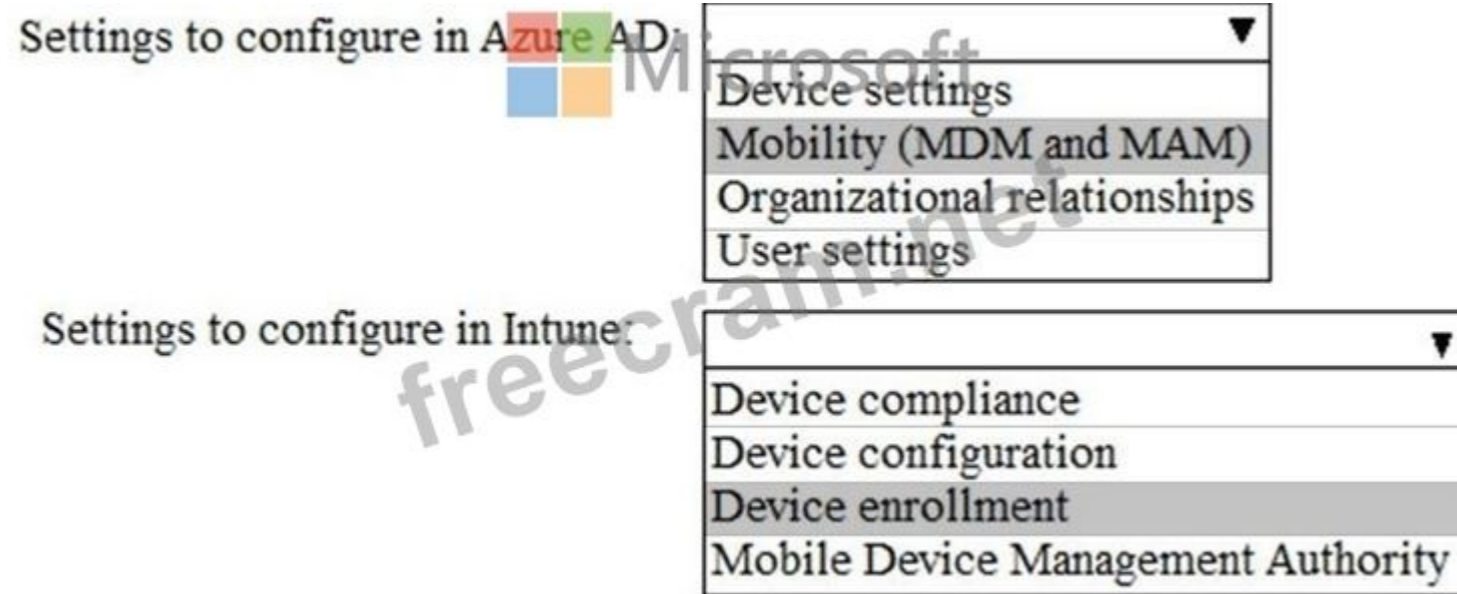 Settings to configure in Azure AD:
Microsoft
Device settings
Mobility (MDM and MAM)
Organizational relationships
User settings
freecram.net
Settings to configure in Intune:
Device compliance
Device configuration
Device enrollment
Mobile Device Management Authority